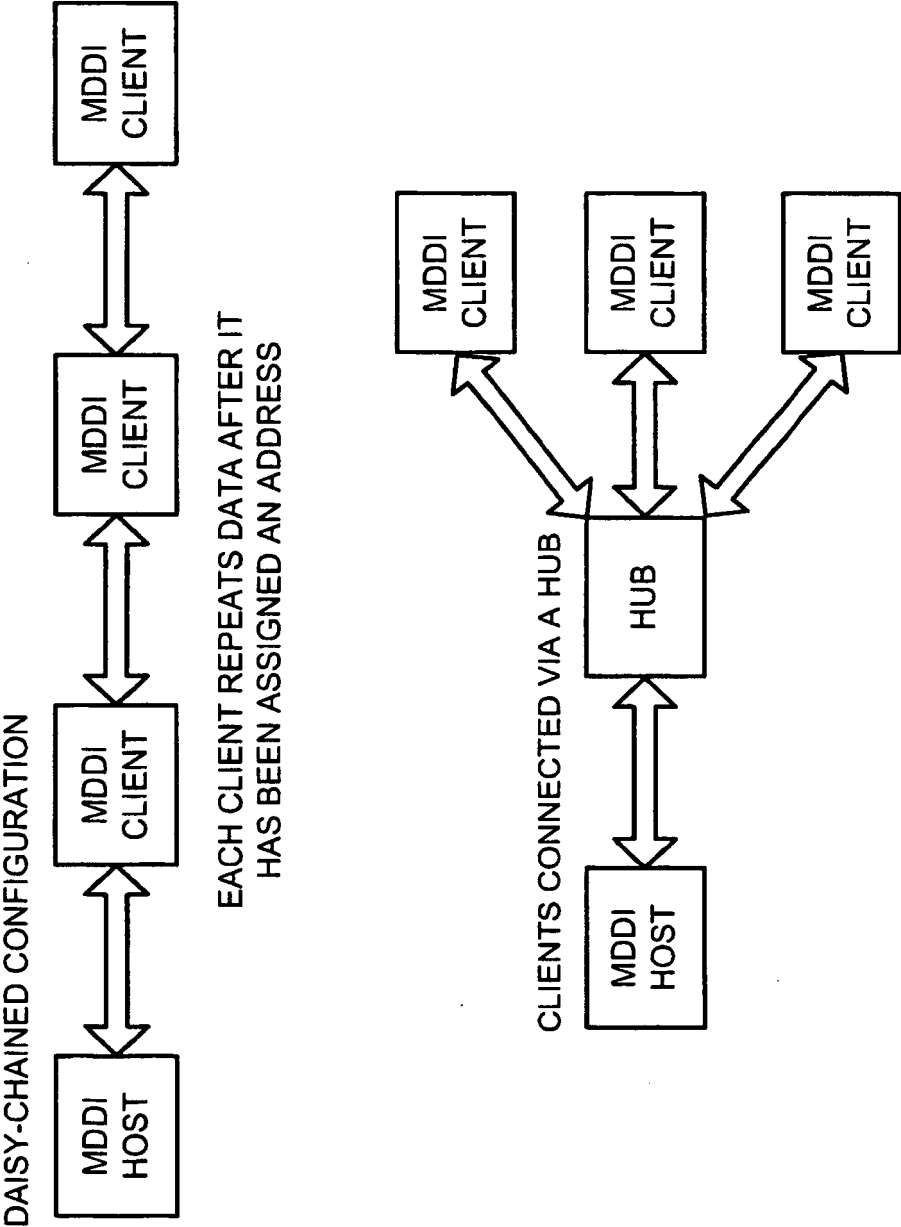 DAISY-CHAINED CONFIGURATION
MDDI
HOST
MDDI
CLIENT
MDDI
CLIENT
MDDI
CLIENT
EACH CLIENT REPEATS DATA AFTER IT
HAS BEEN ASSIGNED AN ADDRESS
CLIENTS CONNECTED VIA A HUB
MDDI
HOST
HUB
MDDI
CLIENT
MDDI
CLIENT
MDDI
CLIENT